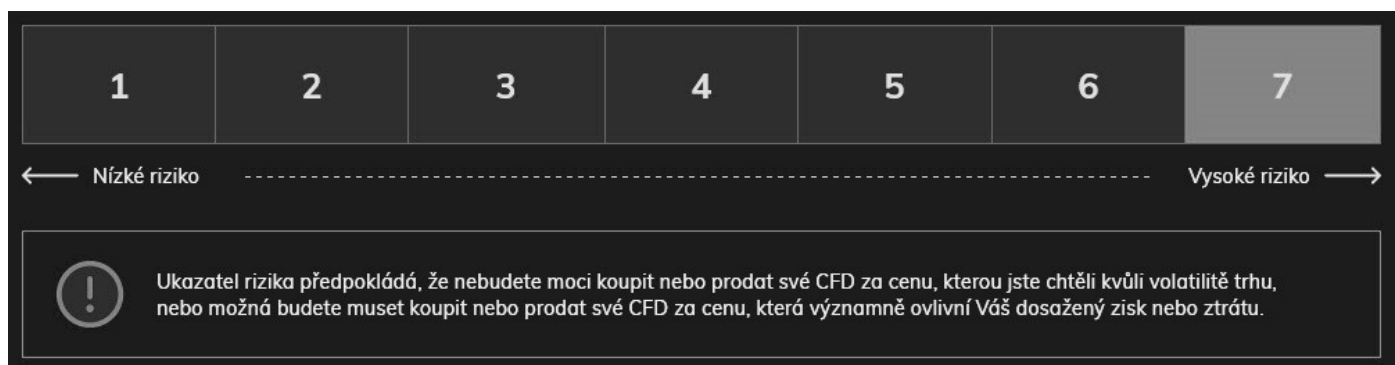 1 2 3 4 5 6 7
Nízké riziko Vysoké riziko
Ukazatel rizika předpokládá, že nebudete moci koupit nebo prodat své CFD za cenu, kterou jste chtěli kvůli volatilitě trhu,
nebo možná budete muset koupit nebo prodat své CFD za cenu, která významně ovlivní Váš dosažený zisk nebo ztrátu.